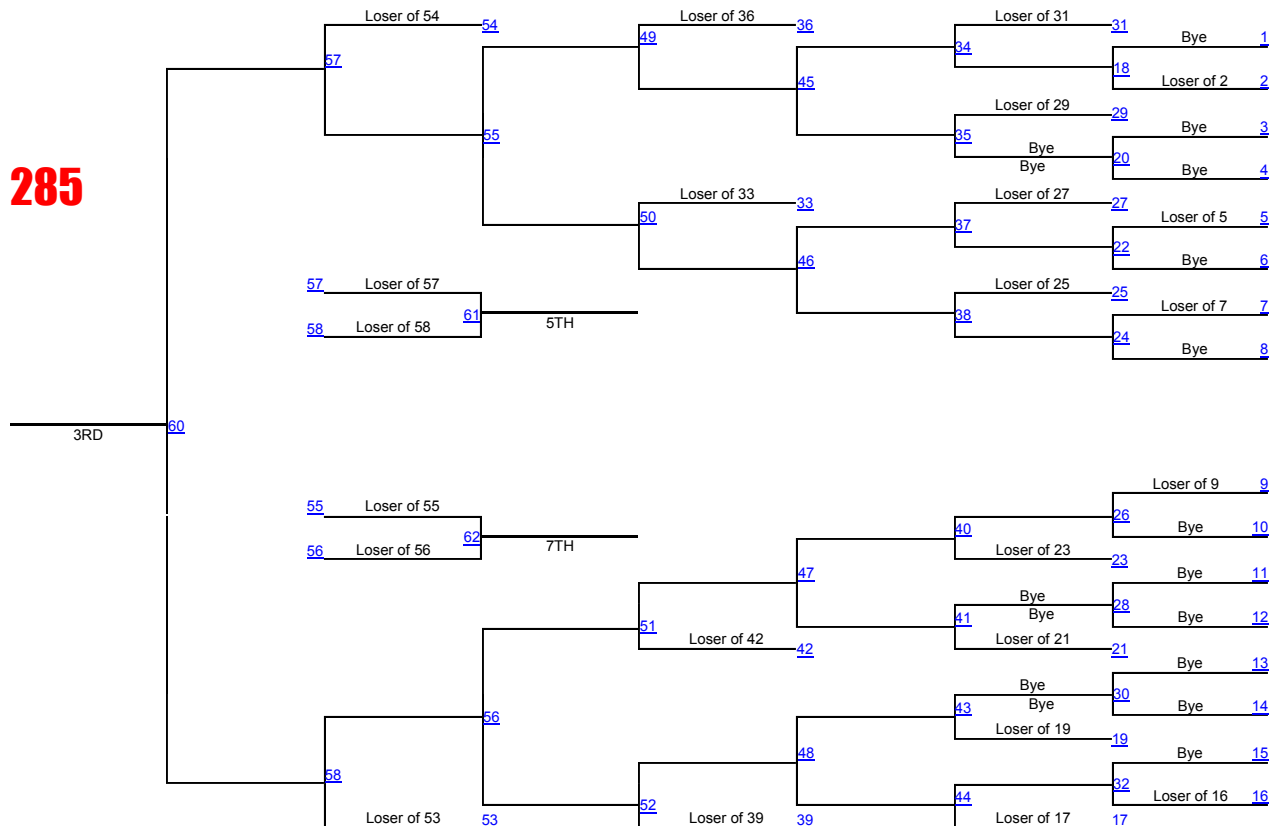 Loser of 54 54 Loser of 36 36 Loser of 31 31
Bye 1
49 34
57 18
45 Loser of 2 2
Loser of 29 29
Bye 3
55 35
Bye 20
Bye Bye 4
285
Loser of 33 33 Loser of 27 27
50 37 Loser of 5 5
22
46 Bye 6
57 Loser of 57 Loser of 25 25
61 5TH 38 Loser of 7 7
58 Loser of 58 24
Bye 8
3RD 60
Loser of 9 9
55 Loser of 55 26
40 Bye 10
62 7TH
56 Loser of 56 Loser of 23 23
47 Bye 11
Bye 28
51 41 Bye Bye 12
Loser of 42 42 Loser of 21 21
Bye 13
Bye 30
56 43 Bye Bye 14
Loser of 19 19
48 Bye 15
58 32
52 44 Loser of 16 16
Loser of 53 53 Loser of 39 39 Loser of 17 17